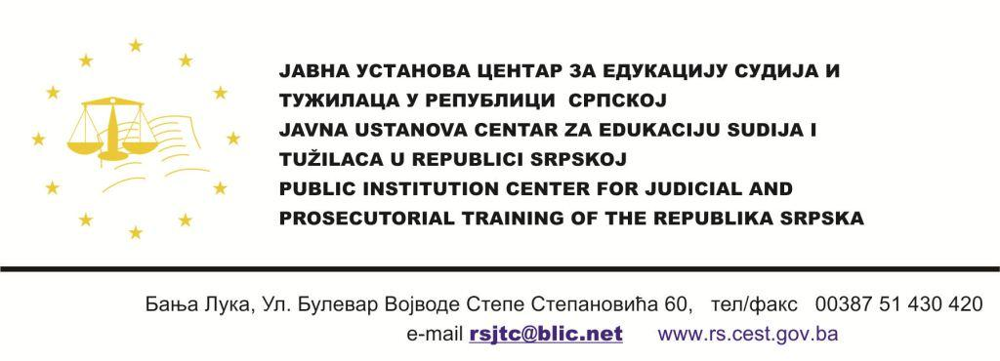 ЈАВНА УСТАНОВА ЦЕНТАР ЗА ЕДУКАЦИЈУ СУДИЈА И
ТУЖИЛАЦА У РЕПУБЛИЦИ СРПСКОЈ
JAVNA USTANOVA CENTAR ZA EDUKACIJU SUDIJA I
TUŽILACA U REPUBLICI SRPSKOJ
PUBLIC INSTITUTION CENTER FOR JUDICIAL AND
PROSECUTORIAL TRAINING OF THE REPUBLIKA SRPSKA
Бања Лука, Ул. Булевар Војводе Степе Степановића 60, тел/факс 00387 51 430 420
e-mail rsjtc@blic.net www.rs.cest.gov.ba